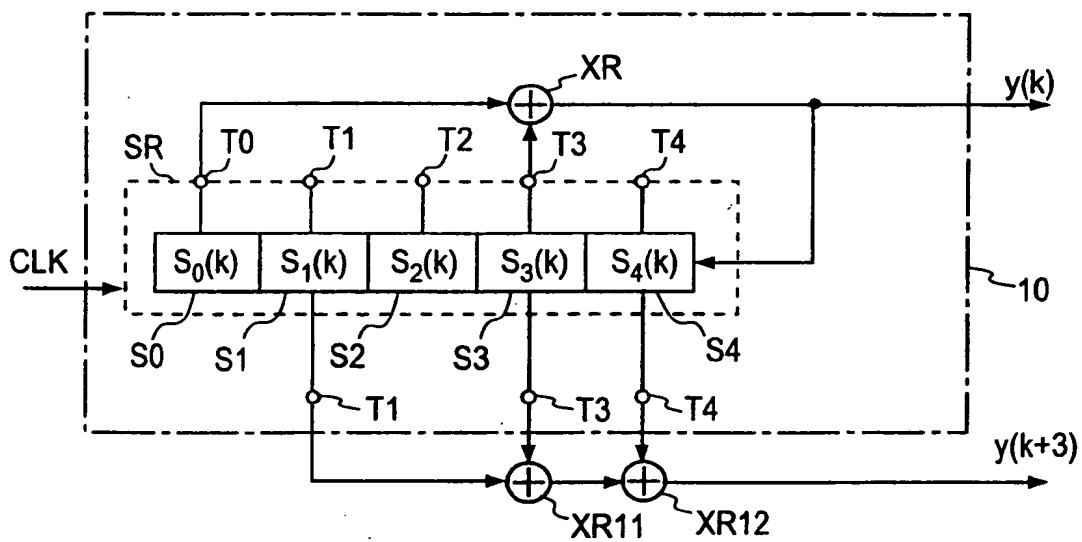 XR
y(k)
SR T0 T1 T2 T3 T4
CLK
S₀(k) S₁(k) S₂(k) S₃(k) S₄(k)
10
S0 S1 S2 S3 S4
T1 T3 T4
y(k+3)
XR11 XR12